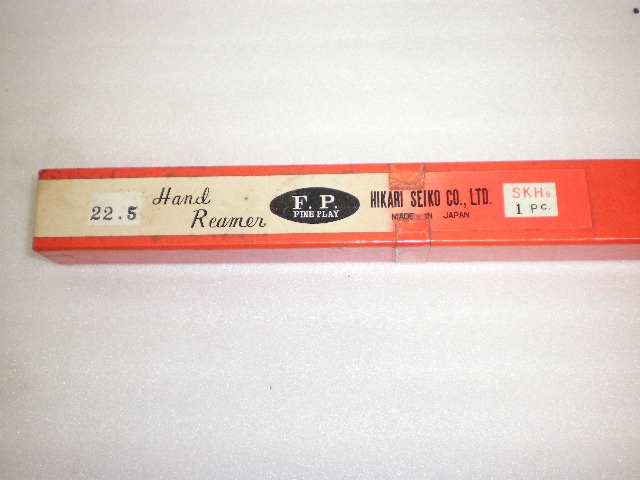 22.5
Hand
Reamer
F. P.
FINE PLAY
HIKARI SEIKO CO., LTD.
MADE IN JAPAN
SKH9
1 PC.